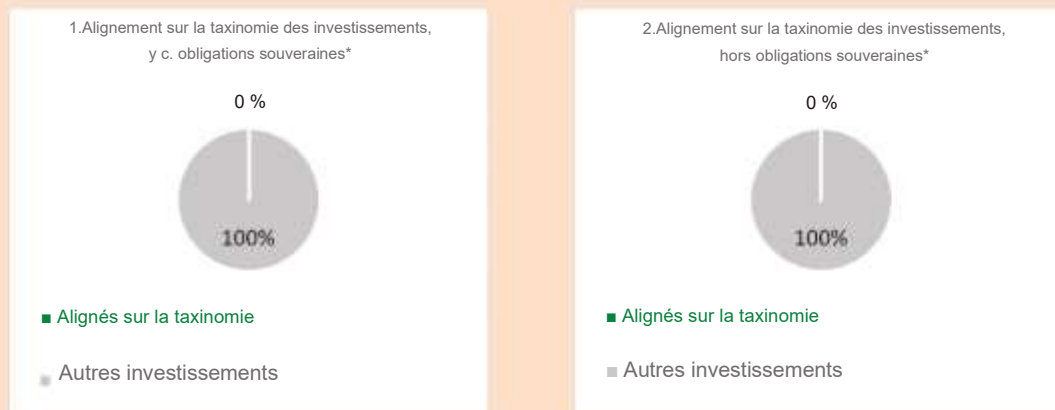 1.Alignement sur la taxinomie des investissements,
y c. obligations souveraines*
0 %
100%
■ Alignés sur la taxinomie
■ Autres investissements
2.Alignement sur la taxinomie des investissements,
hors obligations souveraines*
0 %
100%
■ Alignés sur la taxinomie
■ Autres investissements